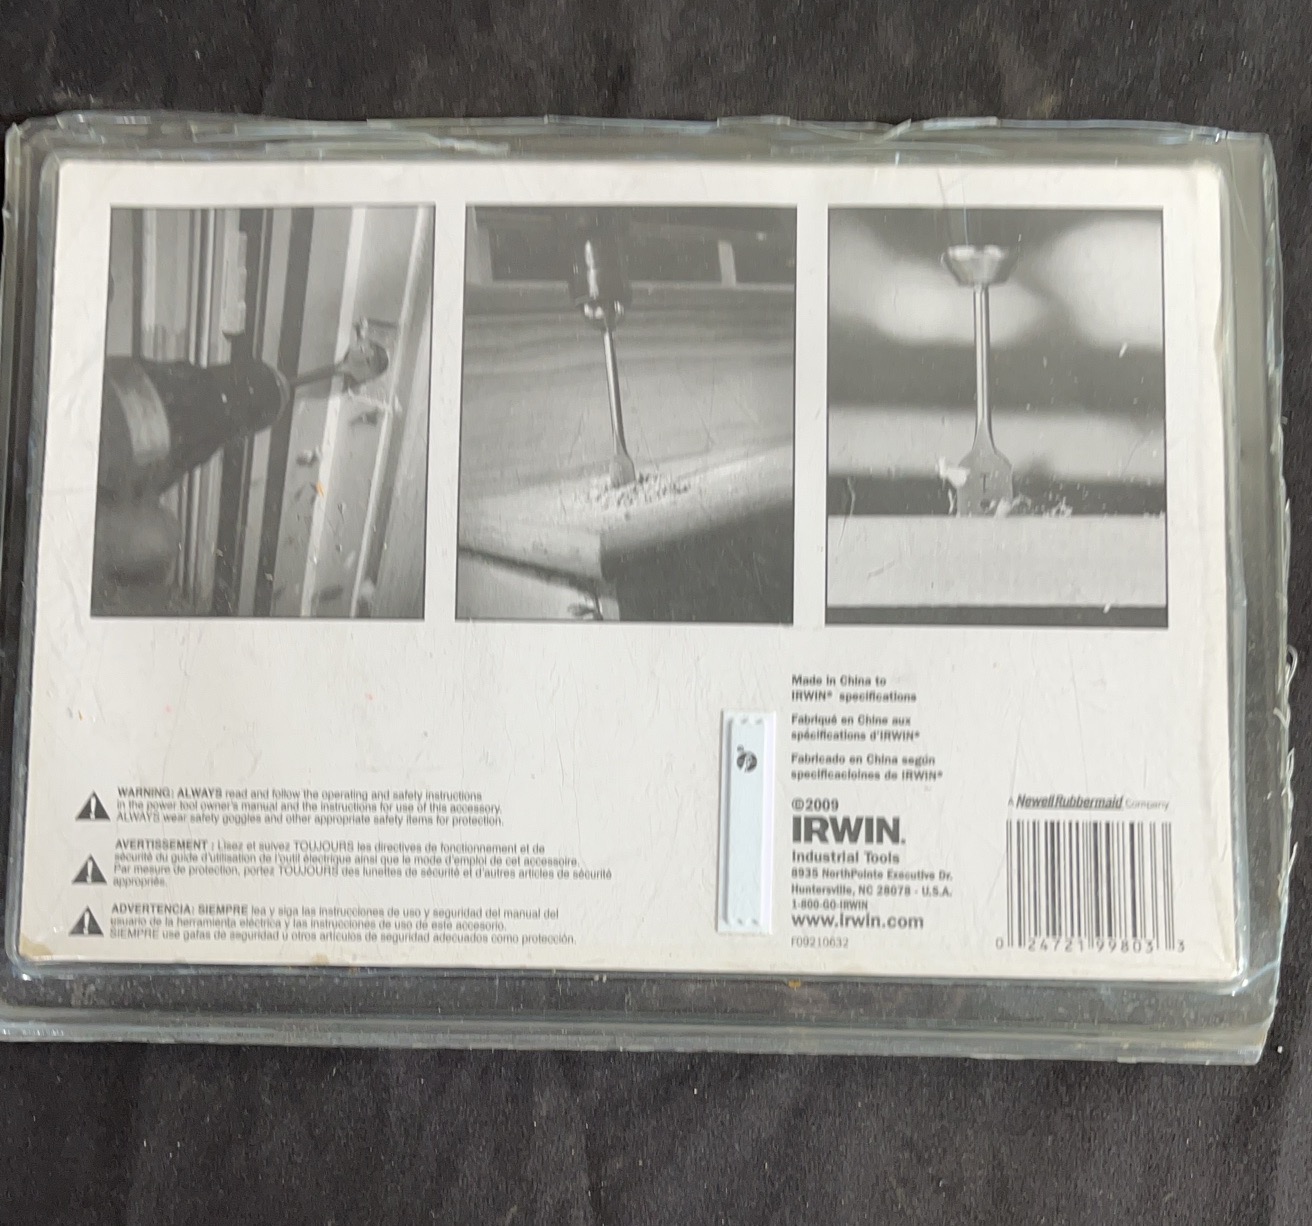 Made in China to
IRWIN® specifications
Fabriqué en Chine aux
spécifications d'IRWIN®
Fabricado en China según
specificacioines de IRWIN®
WARNING: ALWAYS read and follow the operating and safety instructions
in the power tool owner's manual and the instructions for use of this accessory.
ALWAYS wear safety goggles and other appropriate safety items for protection.
AVERTISSEMENT : Lisez et suivez TOUJOURS les directives de fonctionnement et de
sécurité du guide d'utilisation de l'outil électrique ainsi que le mode d'emploi de cet accessoire.
Par mesure de protection, portez TOUJOURS des lunettes de sécurité et d'autres articles de sécurité
appropriés.
ADVERTENCIA: SIEMPRE lea y siga las instrucciones de uso y seguridad del manual del
usuario de la herramienta eléctrica y las instrucciones de uso de este accesorio.
SIEMPRE use gafas de seguridad u otros artículos de seguridad adecuados como protección.
©2009
IRWIN.
Industrial Tools
8935 NorthPointe Executive Dr.
Huntersville, NC 28078 - U.S.A.
1-800-GO-IRWIN
www.irwin.com
F09210632
A NewellRubbermaid Company
0 24721 99803 3